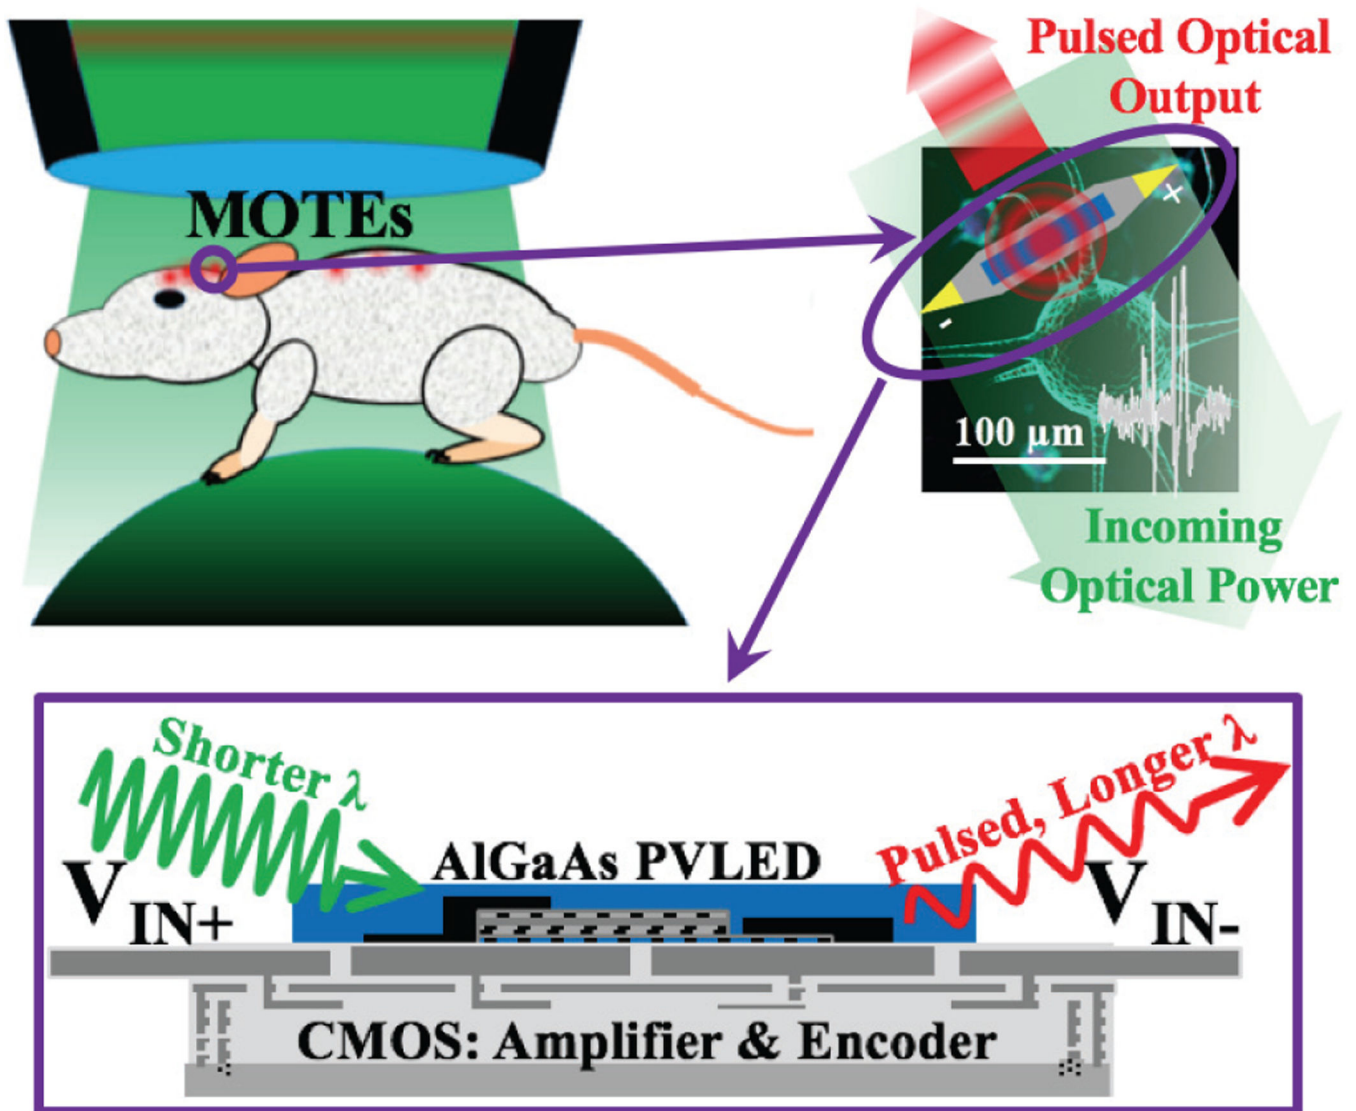 Pulsed Optical
Output
MOTEs
+
-
100 µm
Incoming
Optical Power
Shorter λ
Pulsed, Longer λ
AlGaAs PVLED
VIN+
VIN-
CMOS: Amplifier & Encoder